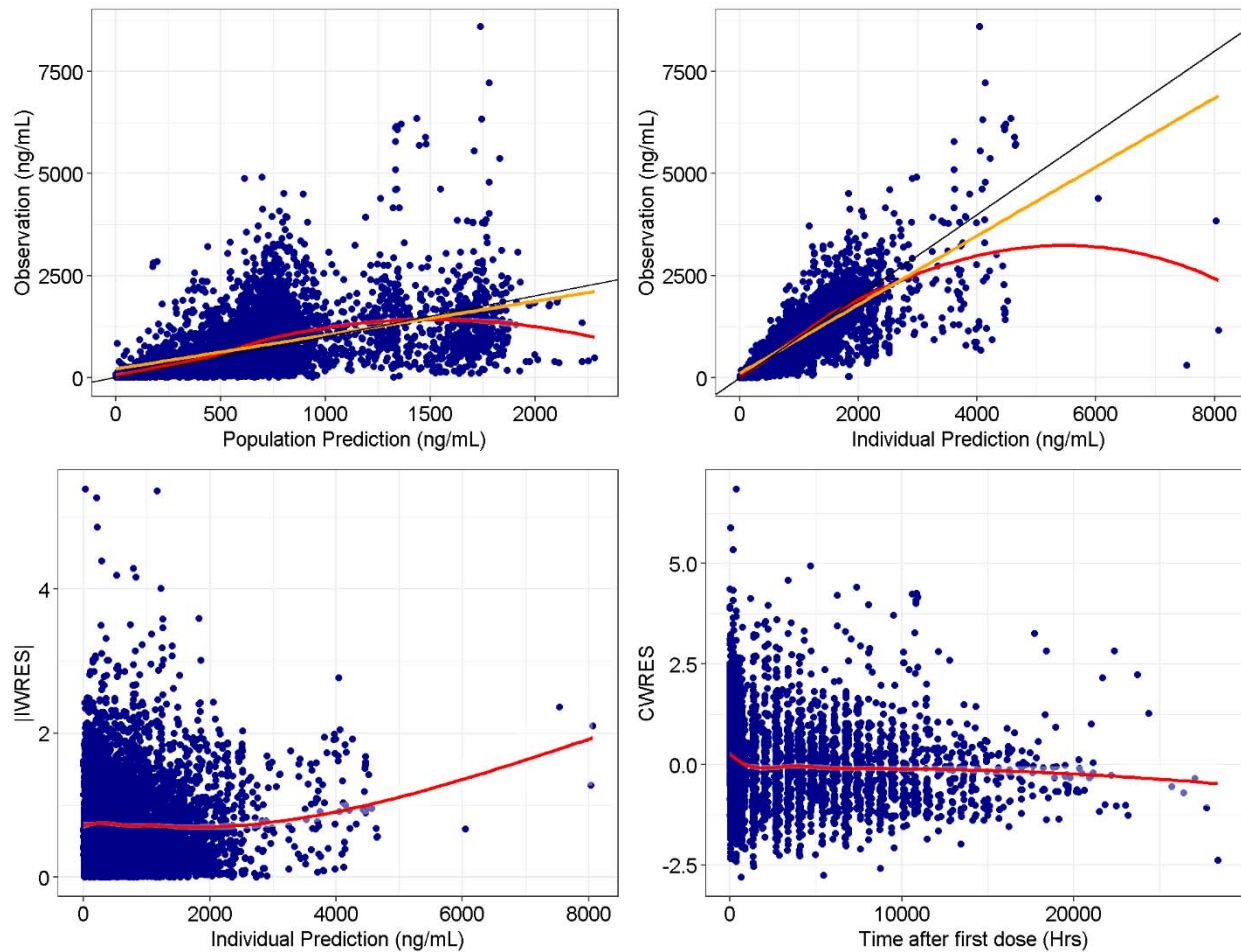 7500
5000
2500
0
Observation (ng/mL)
0 500 1000 1500 2000
Population Prediction (ng/mL)
7500
5000
2500
0
Observation (ng/mL)
0 2000 4000 6000 8000
Individual Prediction (ng/mL)
4
2
0
|IWRES|
0 2000 4000 6000 8000
Individual Prediction (ng/mL)
5.0
2.5
0.0
-2.5
CWRES
0 10000 20000
Time after first dose (Hrs)